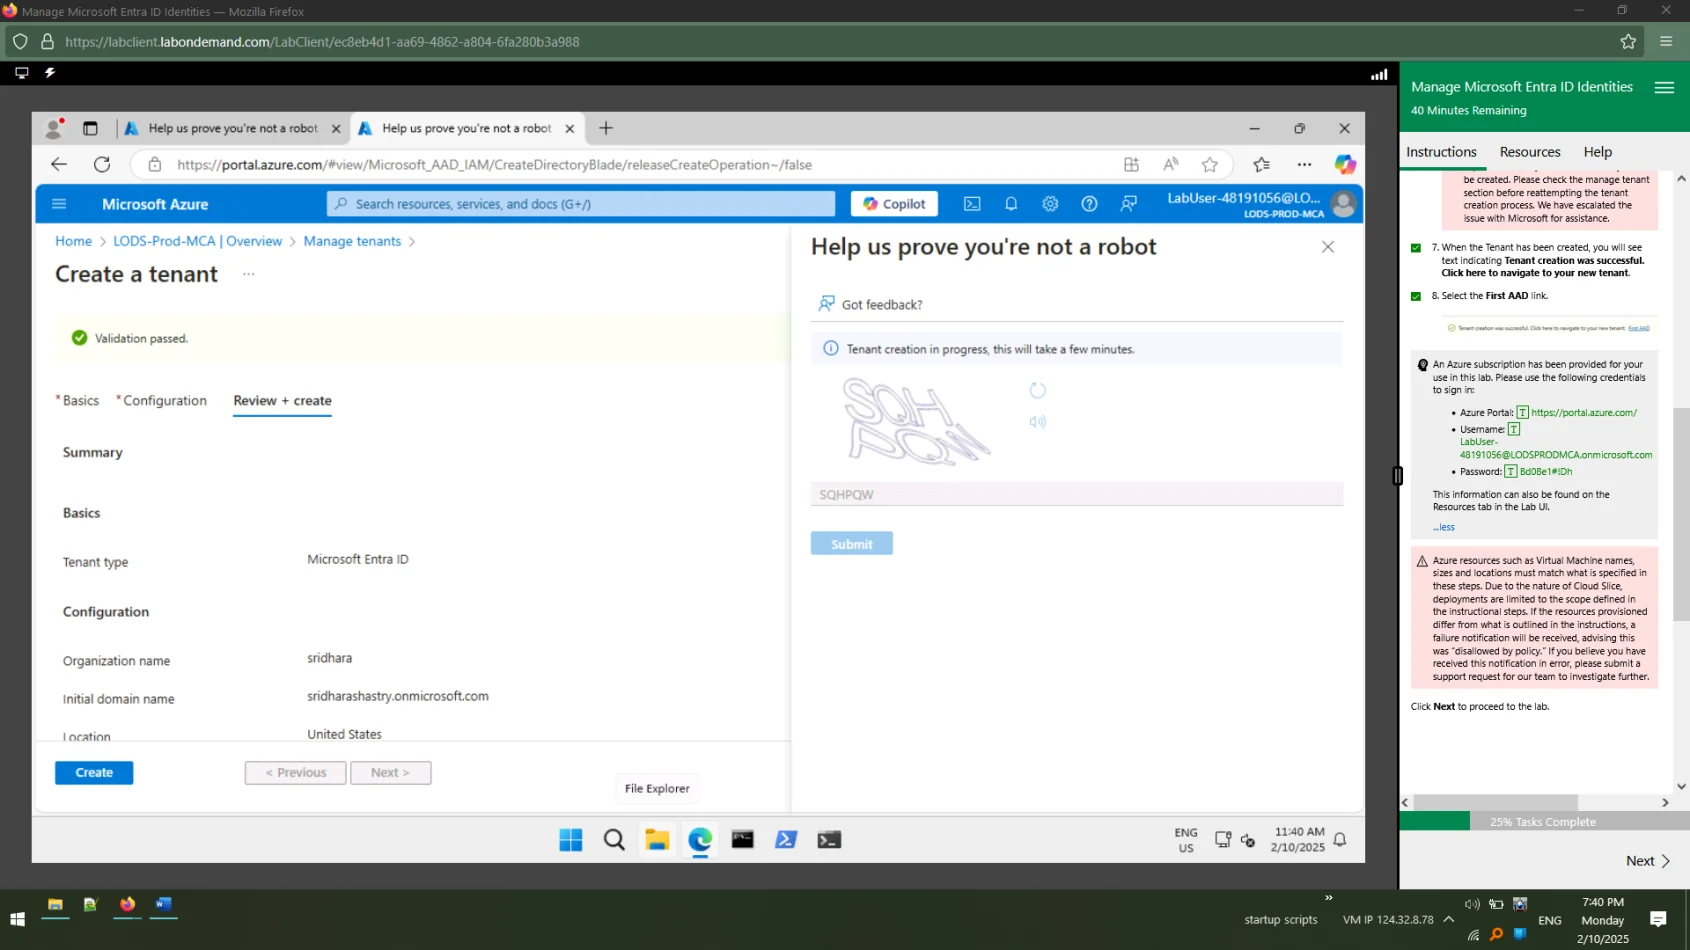 Manage Microsoft Entra ID Identities — Mozilla Firefox
https://labclient.labondemand.com/LabClient/ec8eb4d1-aa69-4862-a804-6fa280b3a988
Help us prove you're not a robot
Help us prove you're not a robot
https://portal.azure.com/#view/Microsoft_AAD_IAM/CreateDirectoryBlade/releaseCreateOperation~/false
Microsoft Azure
Search resources, services, and docs (G+/)
Copilot
LabUser-48191056@LO...
LODS-PROD-MCA
Home > LODS-Prod-MCA | Overview > Manage tenants >
Create a tenant ...
Validation passed.
* Basics * Configuration Review + create
Summary
Basics
Tenant type Microsoft Entra ID
Configuration
Organization name sridhara
Initial domain name sridharashastry.onmicrosoft.com
Location United States
Create
< Previous
Next >
File Explorer
Help us prove you're not a robot
Got feedback?
Tenant creation in progress, this will take a few minutes.
SQH
PQW
SQHPQW
Submit
ENG
US
11:40 AM
2/10/2025
Manage Microsoft Entra ID Identities
40 Minutes Remaining
Instructions Resources Help
be created. Please check the manage tenant
section before reattempting the tenant
creation process. We have escalated the
issue with Microsoft for assistance.
7. When the Tenant has been created, you will see
text indicating Tenant creation was successful.
Click here to navigate to your new tenant.
8. Select the First AAD link.
Tenant creation was successful. Click here to navigate to your new tenant: First AAD
An Azure subscription has been provided for your
use in this lab. Please use the following credentials
to sign in:
• Azure Portal: T https://portal.azure.com/
• Username: T
LabUser-
48191056@LODSPRODMCA.onmicrosoft.com
• Password: T Bd0Be1#!Dh
This information can also be found on the
Resources tab in the Lab UI.
...less
Azure resources such as Virtual Machine names,
sizes and locations must match what is specified in
these steps. Due to the nature of Cloud Slice,
deployments are limited to the scope defined in
the instructional steps. If the resources provisioned
differ from what is outlined in the instructions, a
failure notification will be received, advising this
was "disallowed by policy." If you believe you have
received this notification in error, please submit a
support request for our team to investigate further.
Click Next to proceed to the lab.
25% Tasks Complete
Next >
startup scripts
VM IP 124.32.8.78
ENG
7:40 PM
Monday
2/10/2025